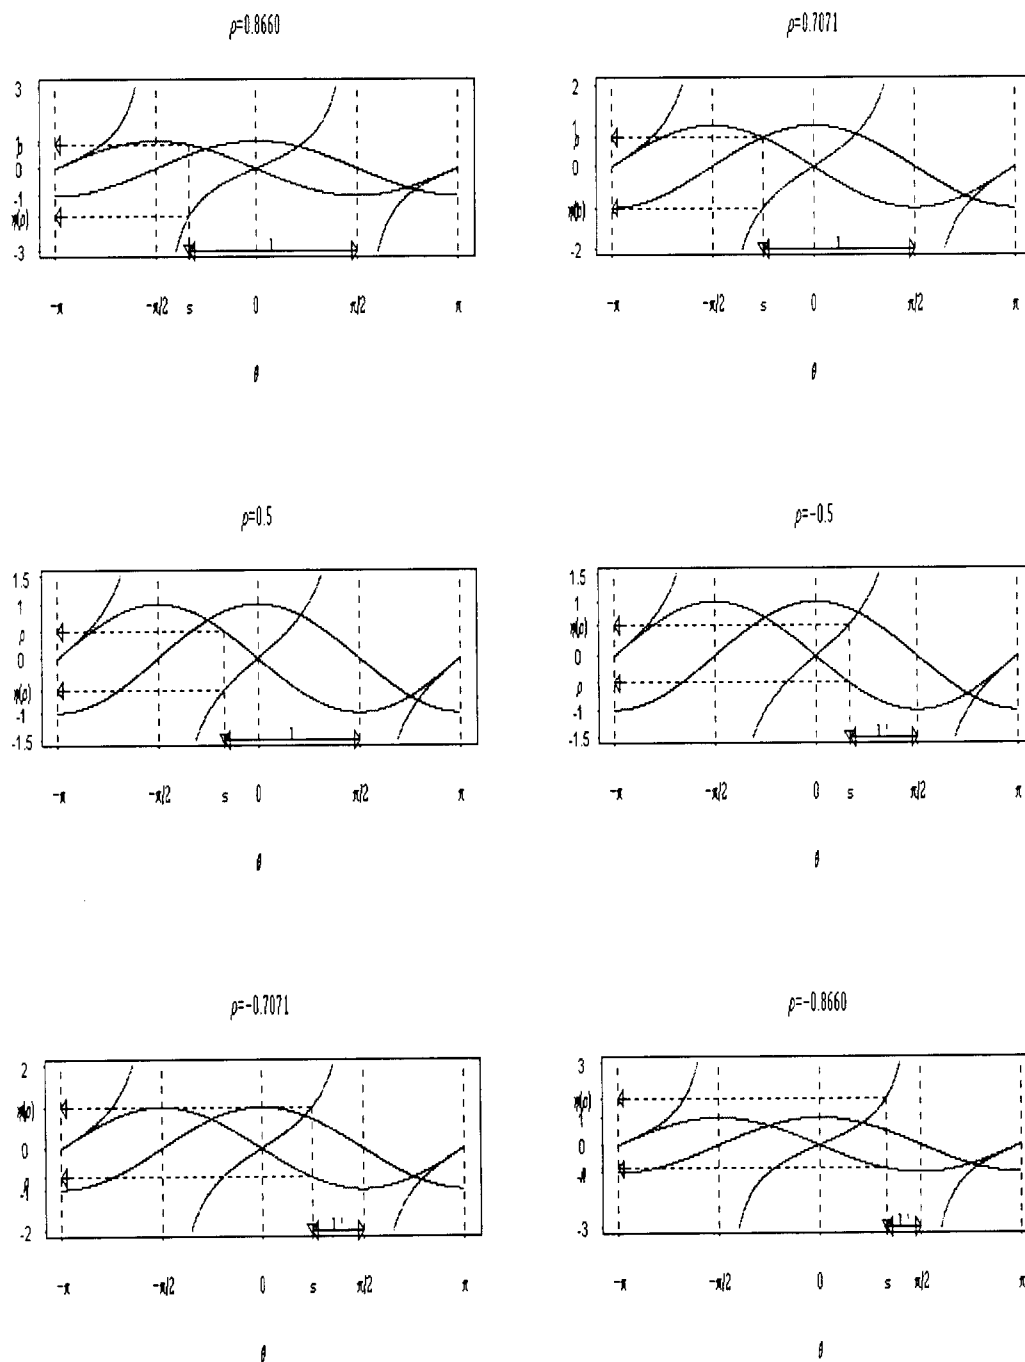 ρ=0.8660
ρ=0.7071
3
1
0
-1
ψ(ρ)
-3
l
-π
-π/2
s
0
π/2
π
θ
2
1
ρ
0
-2
l
-π
-π/2
s
0
π/2
π
θ
ρ=0.5
ρ=-0.5
1.5
1
ρ
0
ψ(ρ)
-1
-1.5
l
-π
-π/2
s
0
π/2
π
θ
1.5
1
ψ(ρ)
0
ρ
-1
-1.5
l'
-π
-π/2
0
s
π/2
π
θ
ρ=-0.7071
ρ=-0.8660
2
ψ(ρ)
0
-1
-2
l'
-π
-π/2
0
s
π/2
π
θ
3
ψ(ρ)
1
0
-3
l'
-π
-π/2
0
s
π/2
π
θ